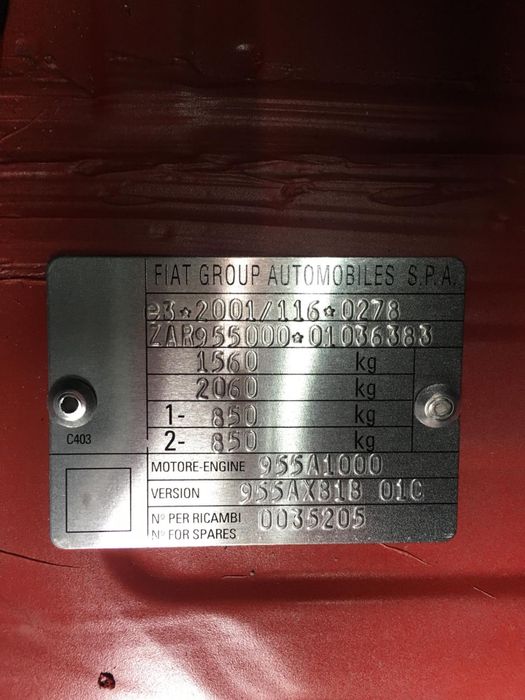 FIAT GROUP AUTOMOBILES S.P.A.
e3*2001/116*0278
ZAR955000*01036383
1560 kg
2060 kg
1- 850 kg
2- 850 kg
C403
MOTORE-ENGINE 955A1000
VERSION 955AXB1B 01C
Nº PER RICAMBI 0035205
Nº FOR SPARES